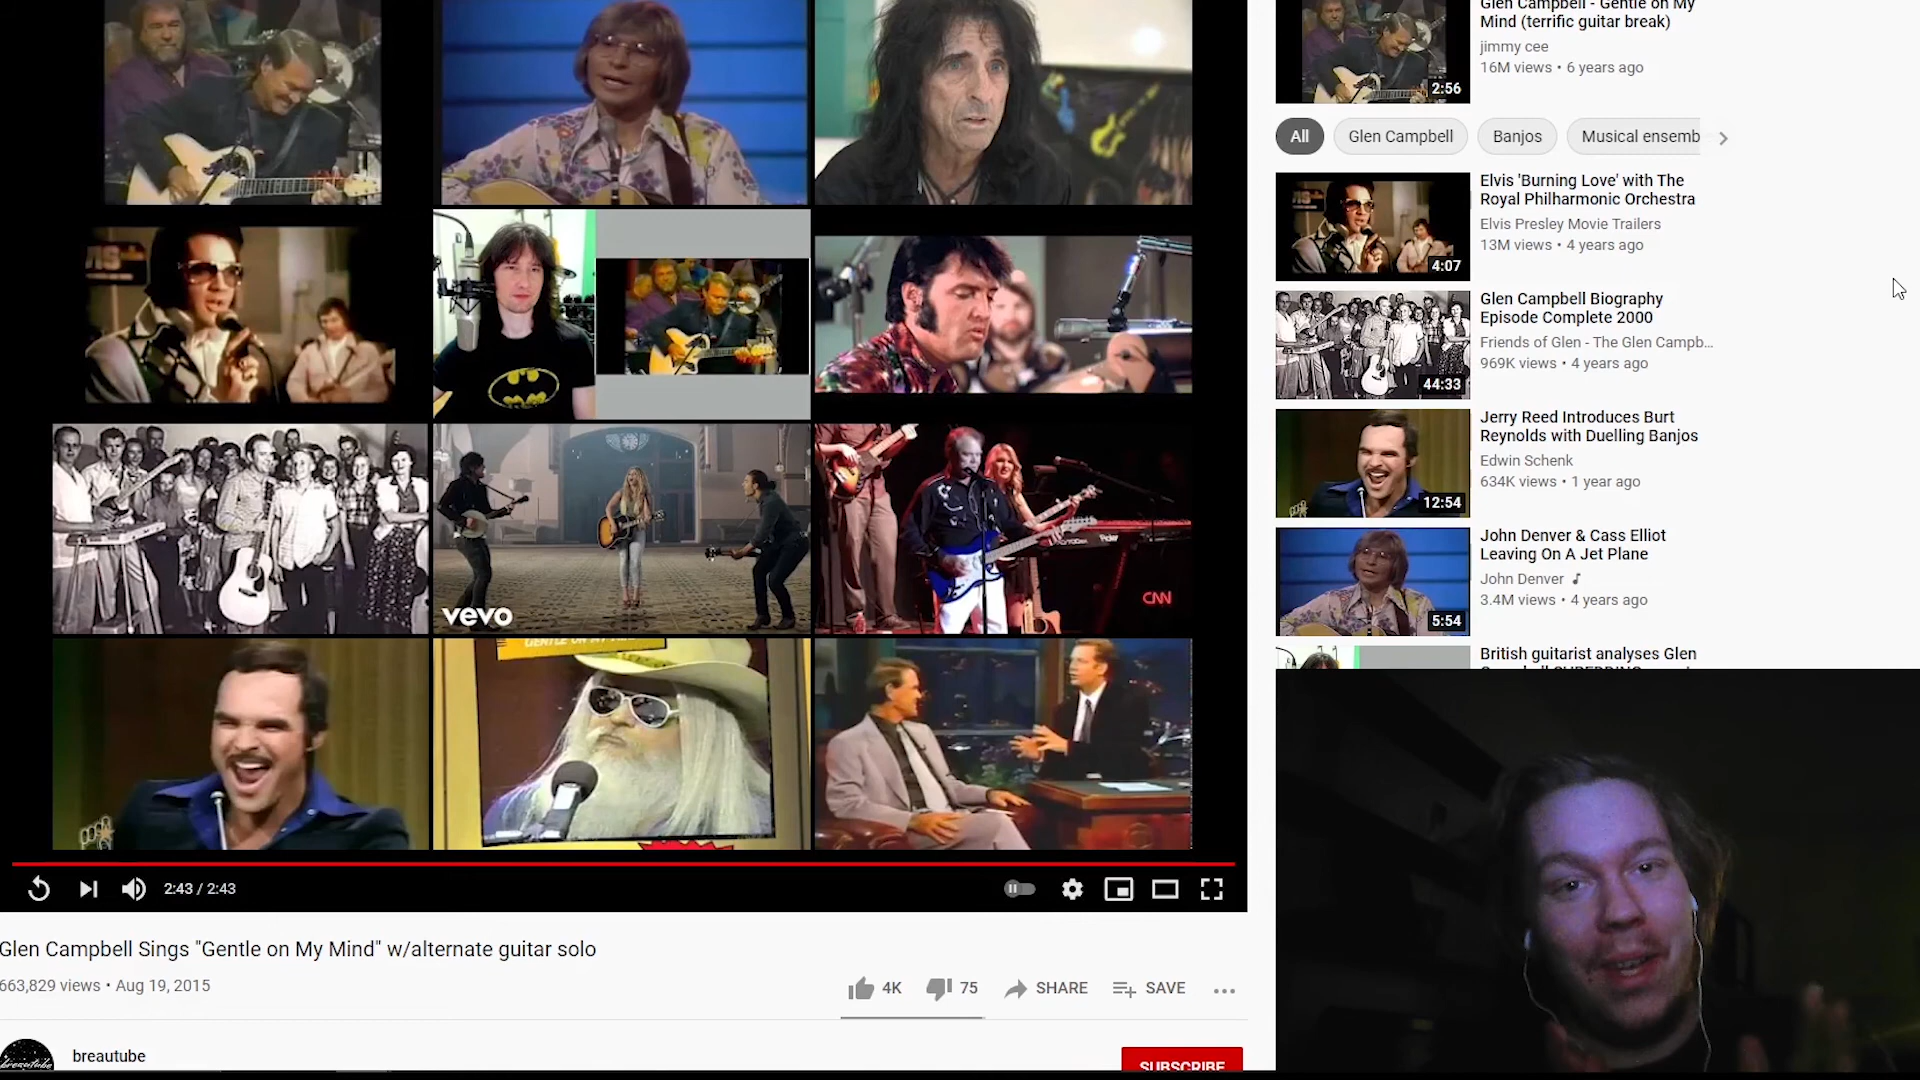 vevo
CNN
2:43 / 2:43
Glen Campbell Sings "Gentle on My Mind" w/alternate guitar solo
663,829 views • Aug 19, 2015
4K
75
SHARE
SAVE
breautube
SUBSCRIBE
Glen Campbell - Gentle on My
Mind (terrific guitar break)
jimmy cee
16M views • 6 years ago
2:56
All
Glen Campbell
Banjos
Musical ensemb
Elvis 'Burning Love' with The
Royal Philharmonic Orchestra
Elvis Presley Movie Trailers
13M views • 4 years ago
4:07
Glen Campbell Biography
Episode Complete 2000
Friends of Glen - The Glen Campb...
969K views • 4 years ago
44:33
Jerry Reed Introduces Burt
Reynolds with Duelling Banjos
Edwin Schenk
634K views • 1 year ago
12:54
John Denver & Cass Elliot
Leaving On A Jet Plane
John Denver
3.4M views • 4 years ago
5:54
British guitarist analyses Glen